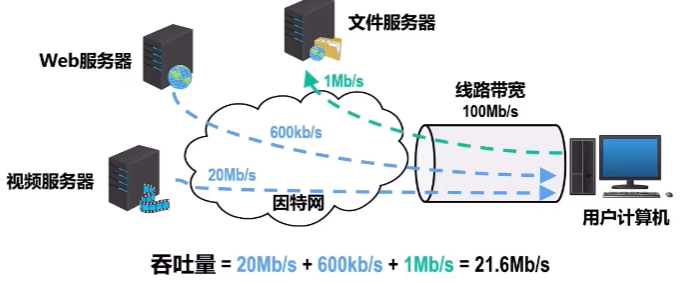 文件服务器
Web服务器
1Mb/s
线路带宽
100Mb/s
600kb/s
视频服务器
20Mb/s
因特网
用户计算机
吞吐量 = 20Mb/s + 600kb/s + 1Mb/s = 21.6Mb/s